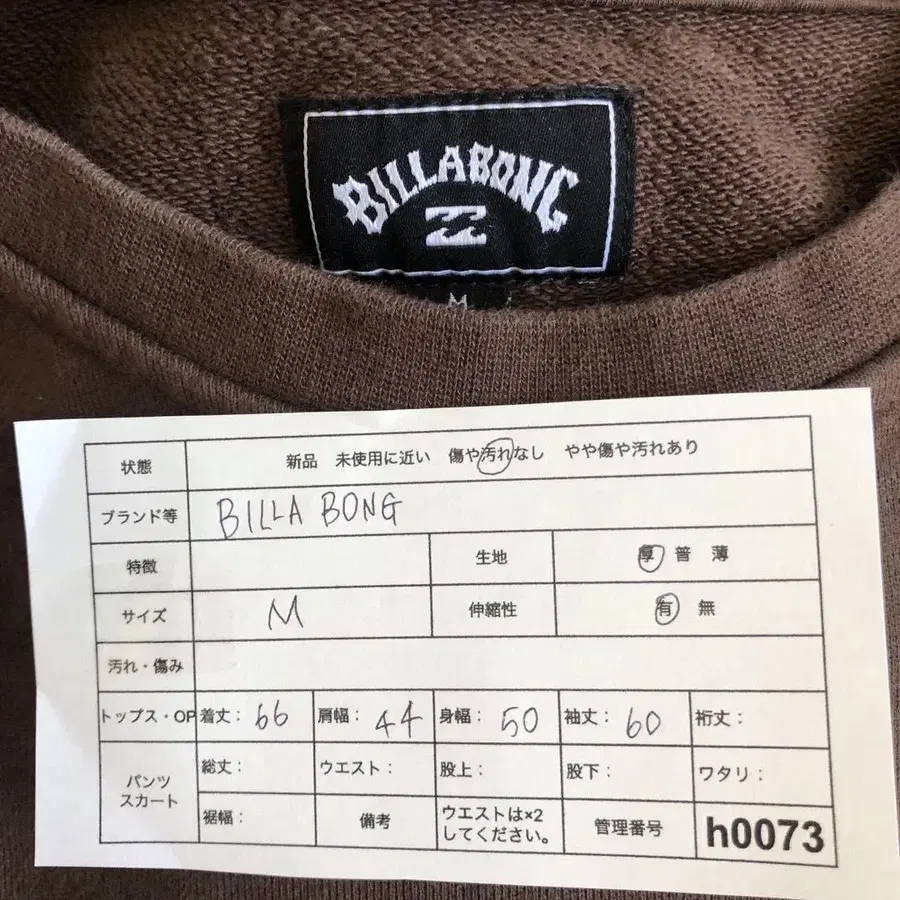 BILLABONG
M
状態 新品 未使用に近い 傷や汚れなし やや傷や汚れあり
ブランド等 BILLA BONG
特徴 生地 厚 普 薄
サイズ M 伸縮性 有 無
汚れ・傷み
トップス・OP 着丈: 66 肩幅: 44 身幅: 50 袖丈: 60 裄丈:
パンツ スカート 総丈: ウエスト: 股上: 股下: ワタリ:
裾幅: 備考 ウエストは×2 してください。 管理番号 h0073